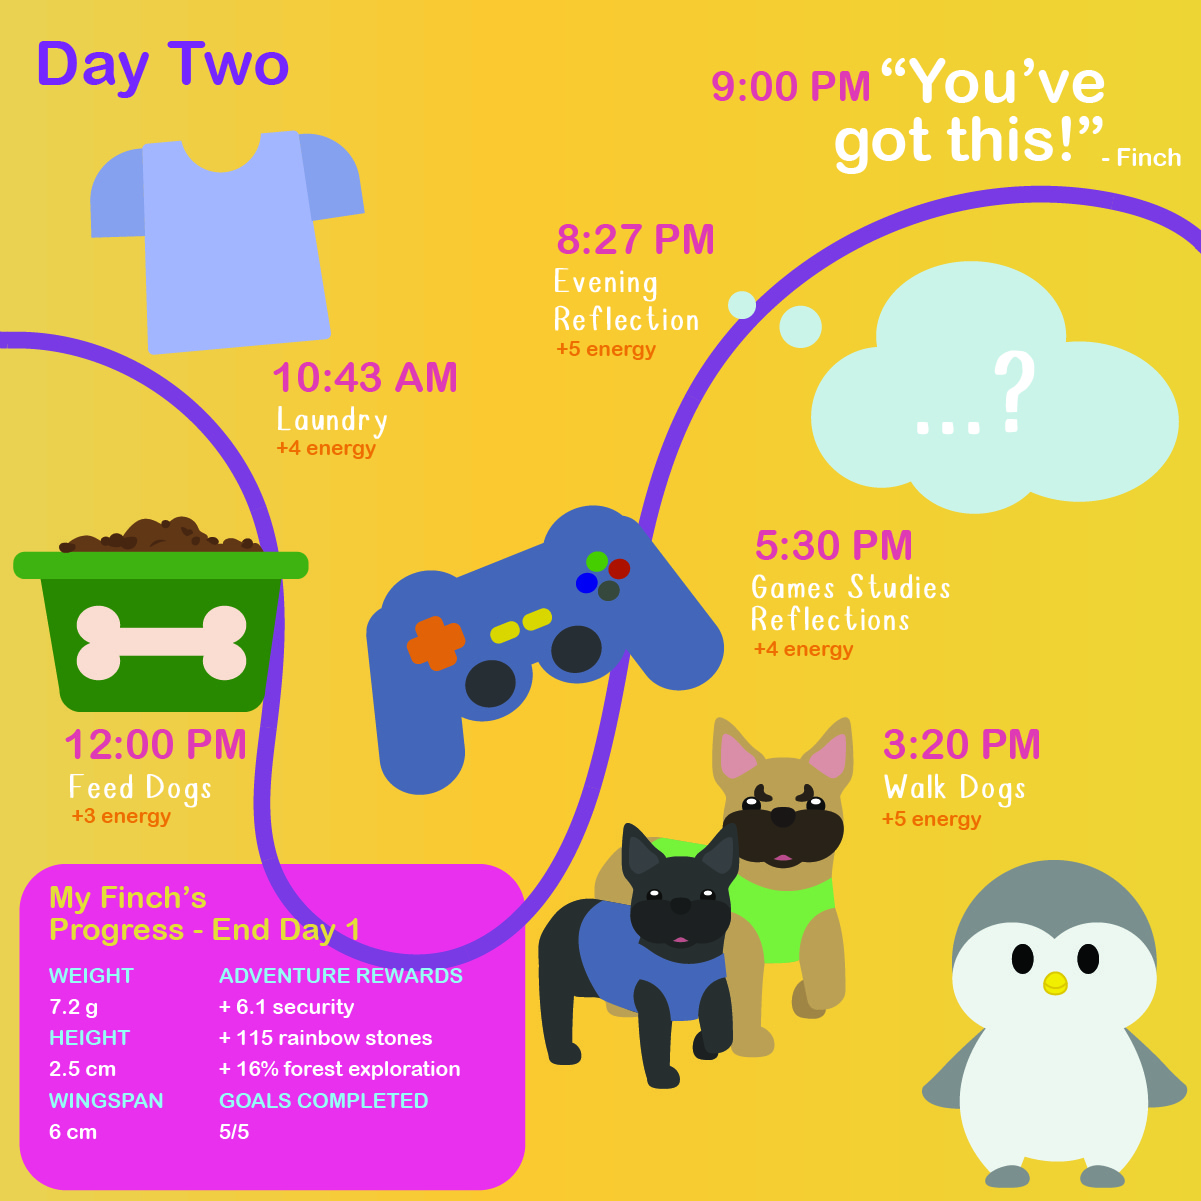 Day Two
9:00 PM “You’ve
got this!” - Finch
8:27 PM
Evening
Reflection
+5 energy
10:43 AM
Laundry
+4 energy
...?
5:30 PM
Games Studies
Reflections
+4 energy
12:00 PM
Feed Dogs
+3 energy
3:20 PM
Walk Dogs
+5 energy
My Finch’s
Progress - End Day 1
WEIGHT
7.2 g
HEIGHT
2.5 cm
WINGSPAN
6 cm
ADVENTURE REWARDS
+ 6.1 security
+ 115 rainbow stones
+ 16% forest exploration
GOALS COMPLETED
5/5